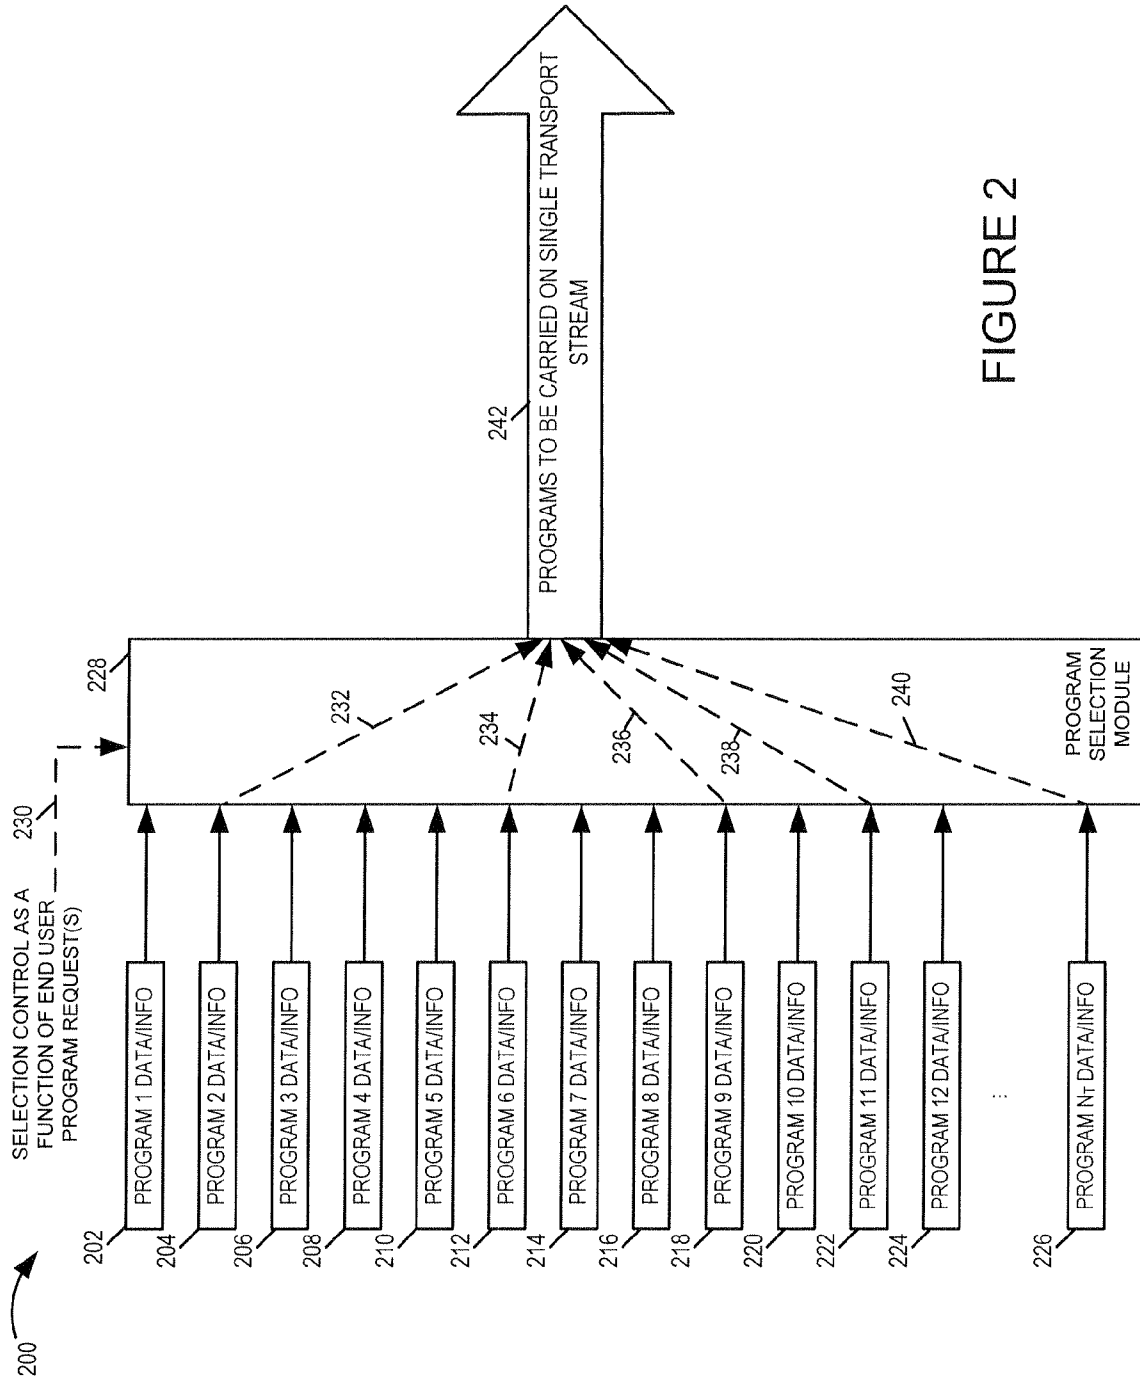 200
SELECTION CONTROL AS A
FUNCTION OF END USER
PROGRAM REQUEST(S)
230
202
PROGRAM 1 DATA/INFO
204
PROGRAM 2 DATA/INFO
206
PROGRAM 3 DATA/INFO
208
PROGRAM 4 DATA/INFO
210
PROGRAM 5 DATA/INFO
212
PROGRAM 6 DATA/INFO
214
PROGRAM 7 DATA/INFO
216
PROGRAM 8 DATA/INFO
218
PROGRAM 9 DATA/INFO
220
PROGRAM 10 DATA/INFO
222
PROGRAM 11 DATA/INFO
224
PROGRAM 12 DATA/INFO
...
226
PROGRAM NT DATA/INFO
228
232
234
236
238
240
PROGRAM
SELECTION
MODULE
242
PROGRAMS TO BE CARRIED ON SINGLE TRANSPORT
STREAM
FIGURE 2